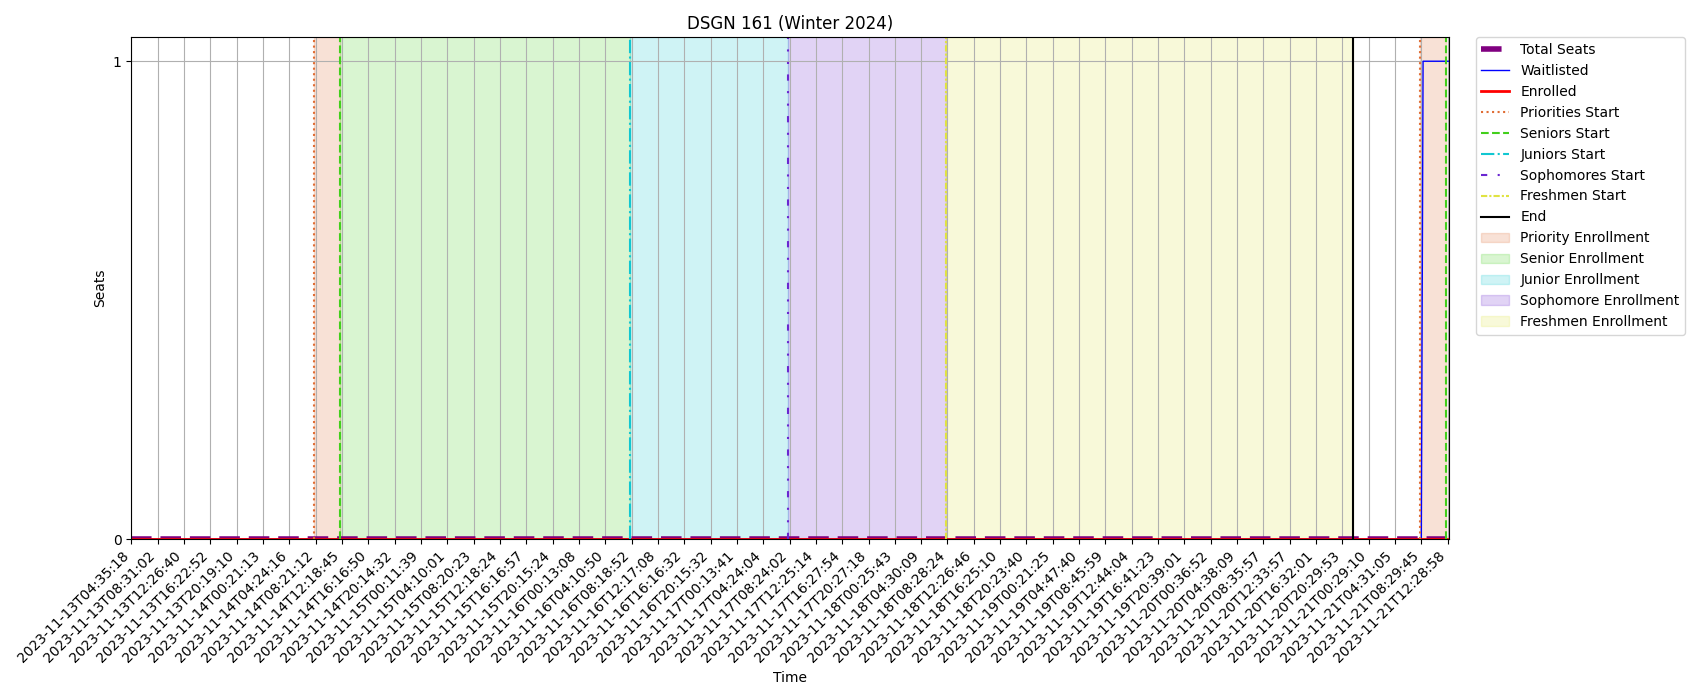 DSGN 161 (Winter 2024)
Seats
1
0
2023-11-13T04:35:18
2023-11-13T08:31:02
2023-11-13T12:26:40
2023-11-13T16:22:52
2023-11-13T20:19:10
2023-11-14T00:21:13
2023-11-14T04:24:16
2023-11-14T08:21:12
2023-11-14T12:18:45
2023-11-14T16:16:50
2023-11-14T20:14:32
2023-11-15T00:11:39
2023-11-15T04:10:01
2023-11-15T08:20:23
2023-11-15T12:18:24
2023-11-15T16:16:57
2023-11-15T20:15:24
2023-11-16T00:13:08
2023-11-16T04:10:50
2023-11-16T08:18:52
2023-11-16T12:17:08
2023-11-16T16:16:32
2023-11-16T20:15:32
2023-11-17T00:13:41
2023-11-17T04:24:04
2023-11-17T08:24:02
2023-11-17T12:25:14
2023-11-17T16:27:54
2023-11-17T20:27:18
2023-11-18T00:25:43
2023-11-18T04:30:09
2023-11-18T08:28:24
2023-11-18T12:26:46
2023-11-18T16:25:10
2023-11-18T20:23:40
2023-11-19T00:21:25
2023-11-19T04:47:40
2023-11-19T08:45:59
2023-11-19T12:44:04
2023-11-19T16:41:23
2023-11-19T20:39:01
2023-11-20T00:36:52
2023-11-20T04:38:09
2023-11-20T08:35:57
2023-11-20T12:33:57
2023-11-20T16:32:01
2023-11-20T20:29:53
2023-11-21T00:29:10
2023-11-21T04:31:05
2023-11-21T08:29:45
2023-11-21T12:28:58
Time
Total Seats
Waitlisted
Enrolled
Priorities Start
Seniors Start
Juniors Start
Sophomores Start
Freshmen Start
End
Priority Enrollment
Senior Enrollment
Junior Enrollment
Sophomore Enrollment
Freshmen Enrollment